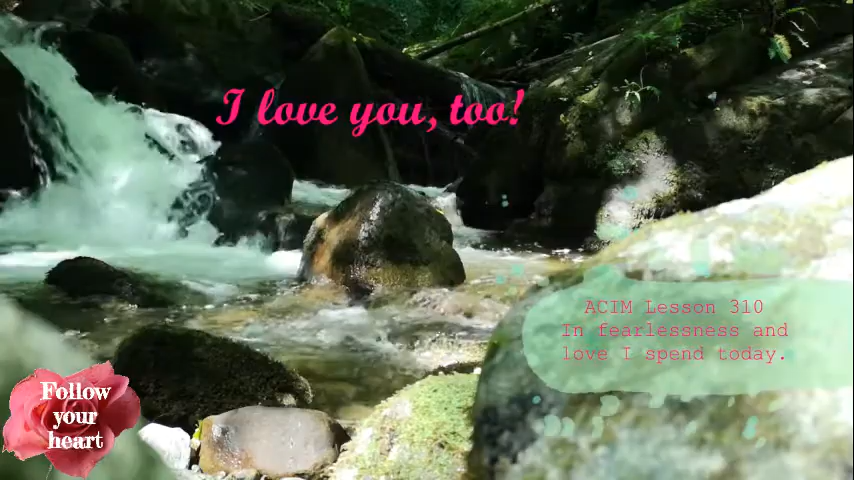 I love you, too!
ACIM Lesson 310
In fearlessness and
love I spend today.
Follow
your
heart